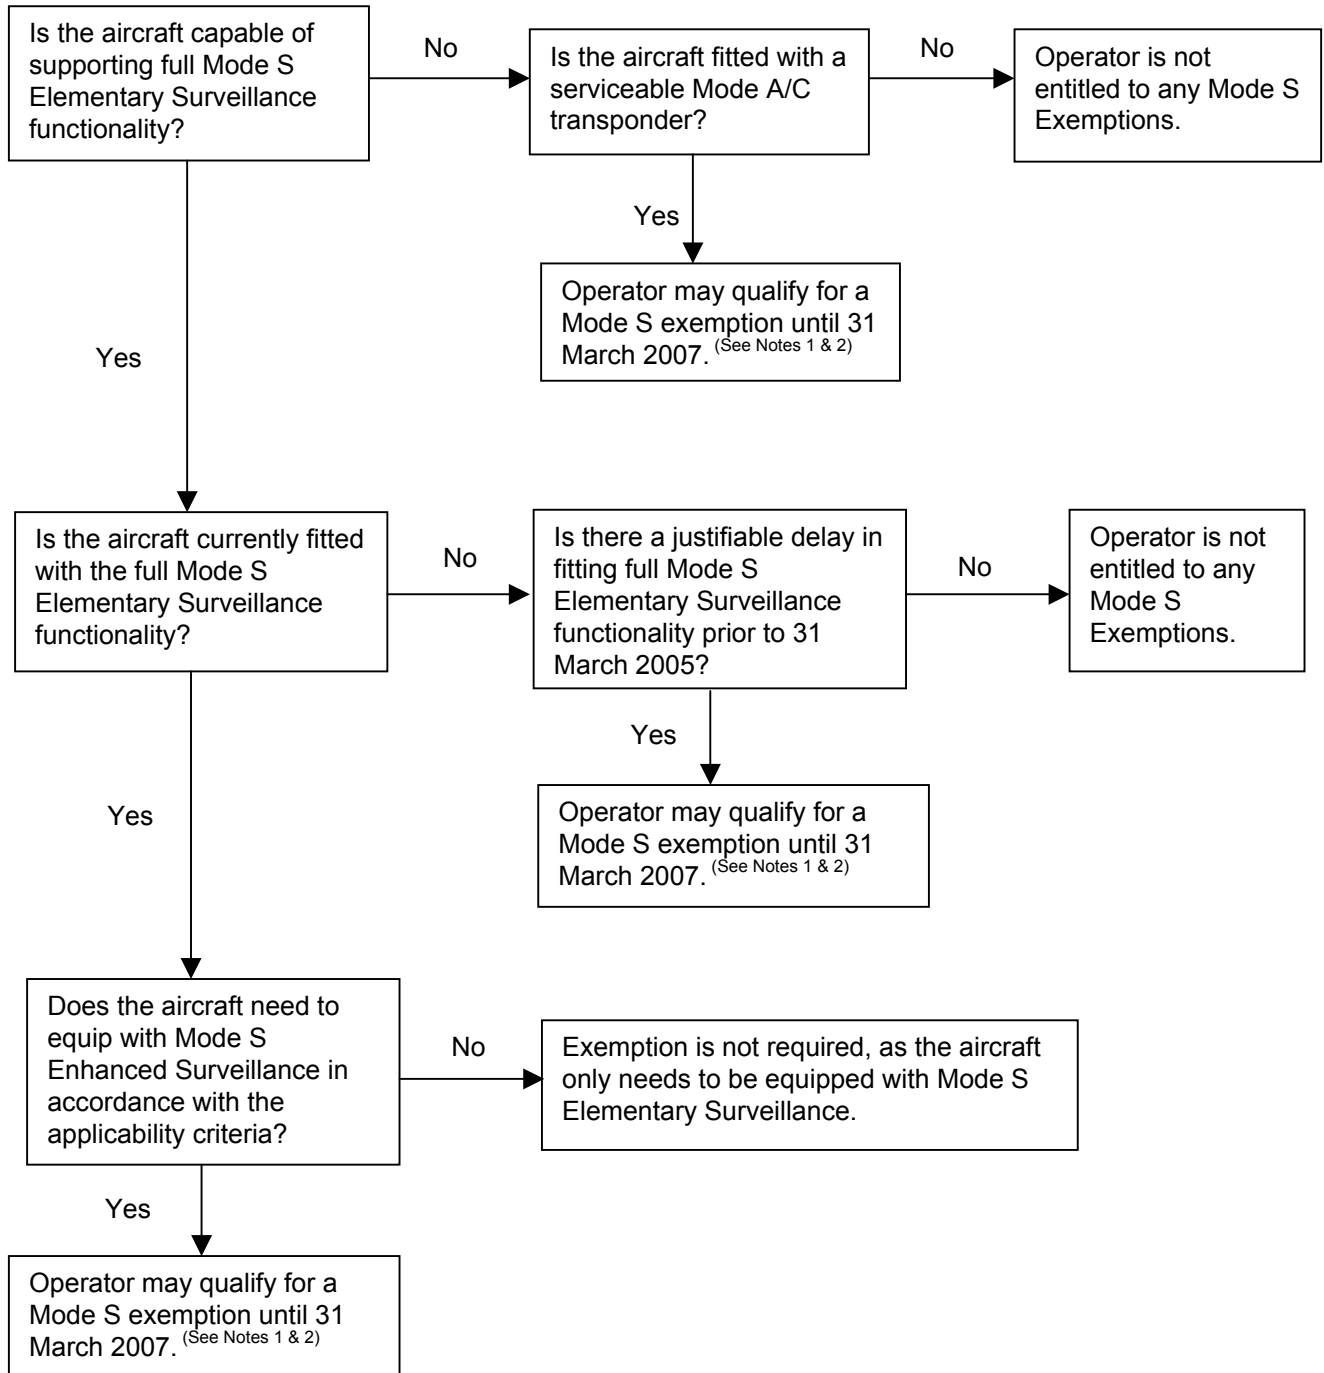 Is the aircraft capable of
supporting full Mode S
Elementary Surveillance
functionality?
No
Is the aircraft fitted with a
serviceable Mode A/C
transponder?
No
Operator is not
entitled to any Mode S
Exemptions.
Yes
Operator may qualify for a
Mode S exemption until 31
March 2007. (See Notes 1 & 2)
Yes
Is the aircraft currently fitted
with the full Mode S
Elementary Surveillance
functionality?
No
Is there a justifiable delay in
fitting full Mode S
Elementary Surveillance
functionality prior to 31
March 2005?
No
Operator is not
entitled to any
Mode S
Exemptions.
Yes
Operator may qualify for a
Mode S exemption until 31
March 2007. (See Notes 1 & 2)
Yes
Does the aircraft need to
equip with Mode S
Enhanced Surveillance in
accordance with the
applicability criteria?
No
Exemption is not required, as the aircraft
only needs to be equipped with Mode S
Elementary Surveillance.
Yes
Operator may qualify for a
Mode S exemption until 31
March 2007. (See Notes 1 & 2)